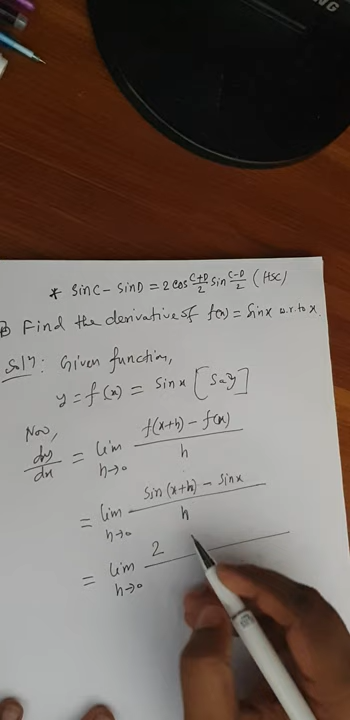 * sinC - sinD = 2 cos C+D/2 sin C-D/2 (HSC)
Find the derivative of f(x) = sinx w.r.to x.
Solⁿ: Given function,
y = f(x) = sinx [Say]
Now,
dy/dx = lim h→0 f(x+h) - f(x) / h
= lim h→0 sin(x+h) - sinx / h
= lim h→0 2